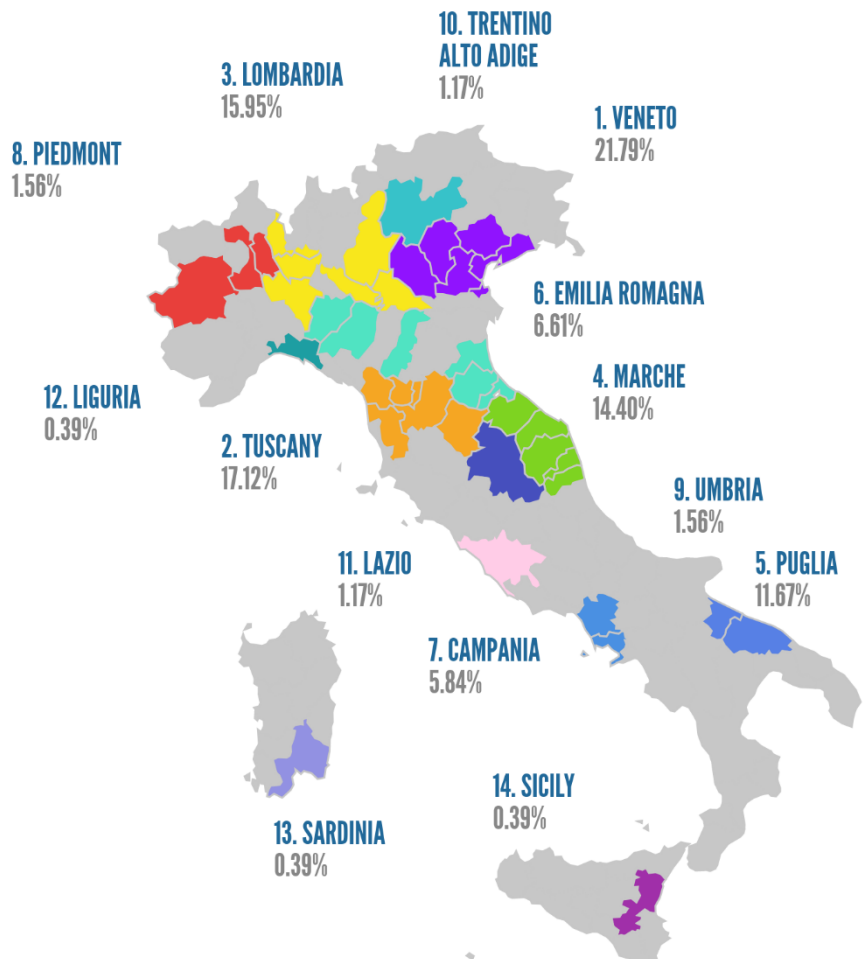 10. TRENTINO
ALTO ADIGE
1.17%
3. LOMBARDIA
15.95%
1. VENETO
21.79%
8. PIEDMONT
1.56%
6. EMILIA ROMAGNA
6.61%
4. MARCHE
14.40%
12. LIGURIA
0.39%
2. TUSCANY
17.12%
9. UMBRIA
1.56%
11. LAZIO
1.17%
5. PUGLIA
11.67%
7. CAMPANIA
5.84%
14. SICILY
0.39%
13. SARDINIA
0.39%